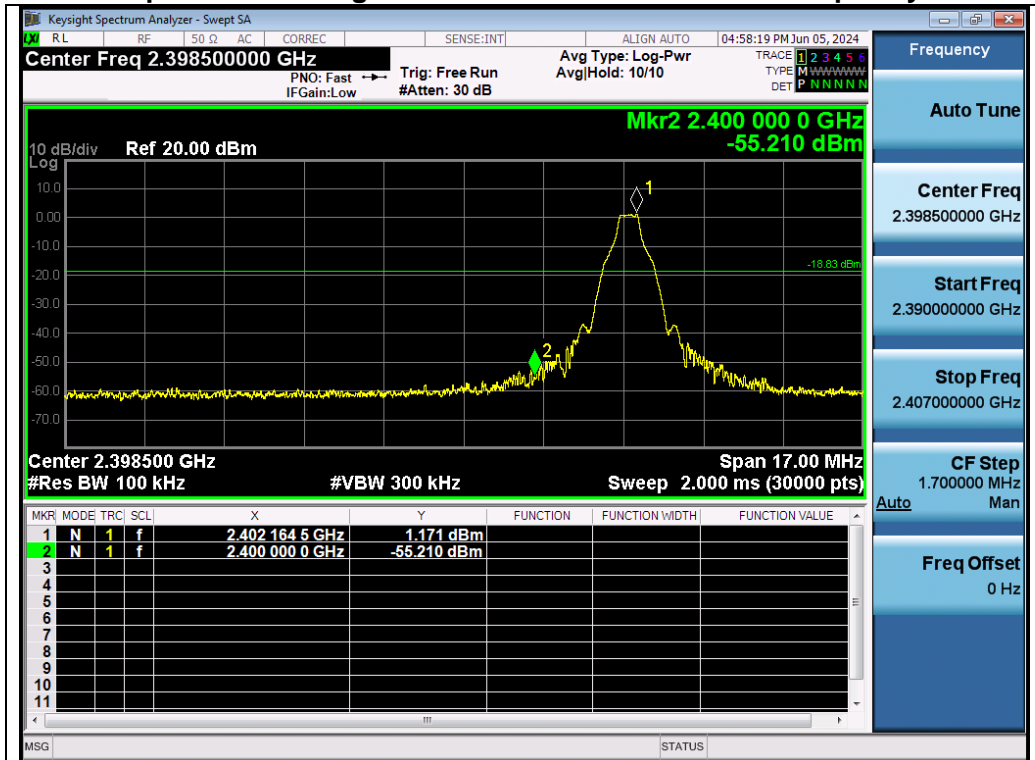 Keysight Spectrum Analyzer - Swept SA
LXI RL RF 50 Ω AC CORREC SENSE:INT ALIGN AUTO 04:58:19 PM Jun 05, 2024
Center Freq 2.398500000 GHz
PNO: Fast
IFGain:Low
Trig: Free Run
#Atten: 30 dB
Avg Type: Log-Pwr
Avg|Hold: 10/10
TRACE 1 2 3 4 5 6
TYPE M WWWWW
DET P N N N N N
Mkr2 2.400 000 0 GHz
-55.210 dBm
10 dB/div Ref 20.00 dBm
Log
10.0
0.00
-10.0
-20.0
-30.0
-40.0
-50.0
-60.0
-70.0
1
-18.83 dBm
2
Center 2.398500 GHz Span 17.00 MHz
#Res BW 100 kHz #VBW 300 kHz Sweep 2.000 ms (30000 pts)
MKR MODE TRC SCL X Y FUNCTION FUNCTION WIDTH FUNCTION VALUE
1 N 1 f 2.402 164 5 GHz 1.171 dBm
2 N 1 f 2.400 000 0 GHz -55.210 dBm
3
4
5
6
7
8
9
10
11
MSG STATUS
Frequency
Auto Tune
Center Freq
2.398500000 GHz
Start Freq
2.390000000 GHz
Stop Freq
2.407000000 GHz
CF Step
1.700000 MHz
Auto Man
Freq Offset
0 Hz